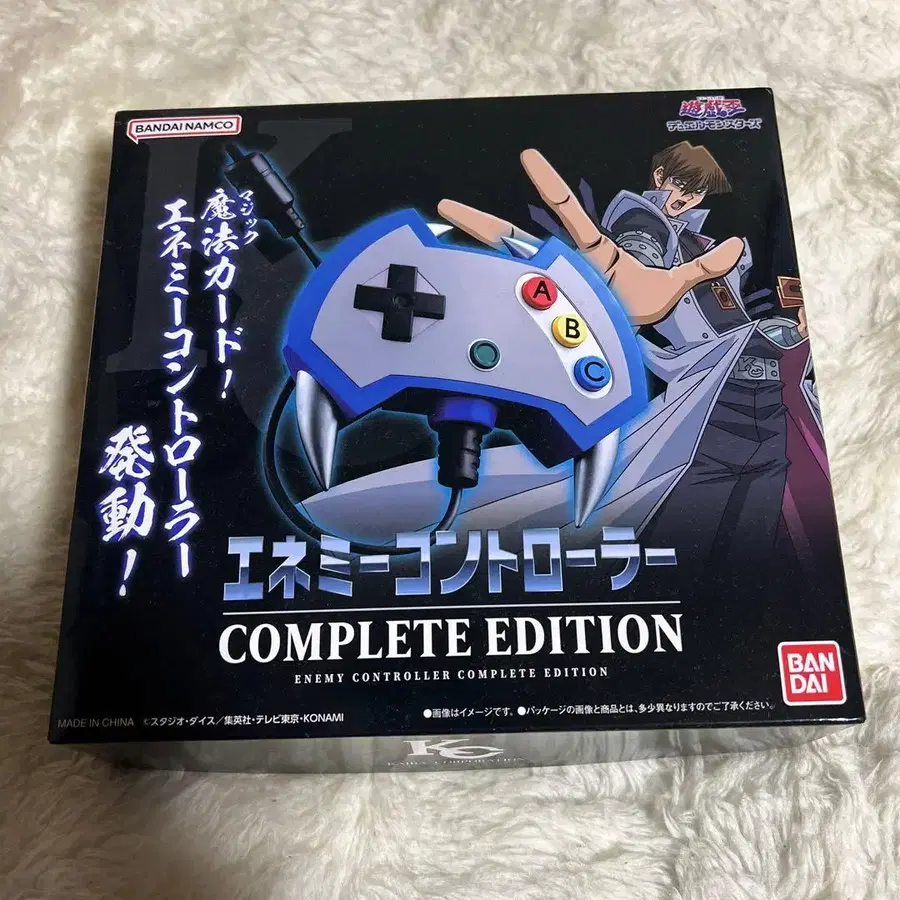 BANDAI NAMCO
遊戯王
デュエルモンスターズ
マジック
魔法カード!
エネミーコントローラー
発動!
A
B
C
KC
エネミーコントローラー
COMPLETE EDITION
ENEMY CONTROLLER COMPLETE EDITION
BAN
DAI
MADE IN CHINA ©スタジオ・ダイス/集英社・テレビ東京・KONAMI
●画像はイメージです。 ●パッケージの画像と商品とは、多少異なりますのでご了承ください。
KC
KAIBA CORPORATION